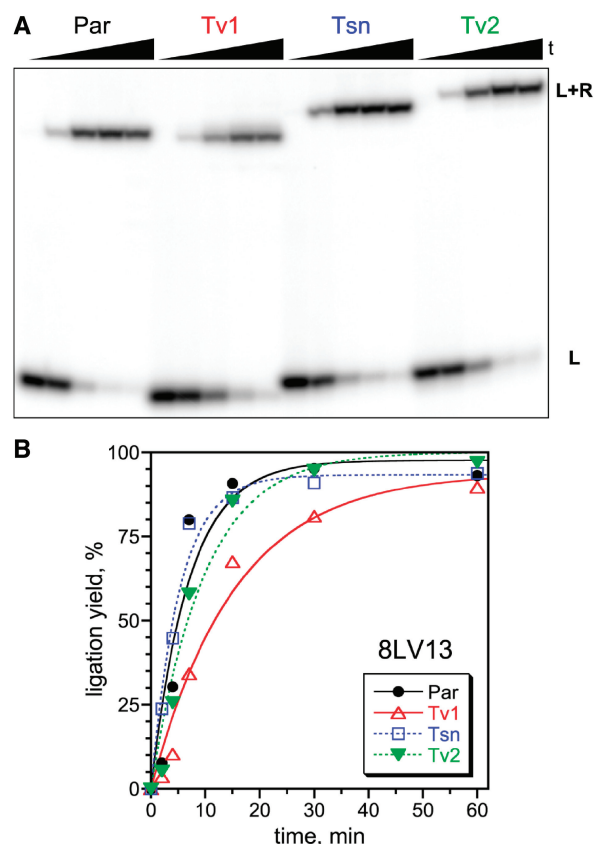 A
Par Tv1 Tsn Tv2
t
L+R
L
B
100
75
50
25
0
ligation yield, %
8LV13
Par
Tv1
Tsn
Tv2
0 10 20 30 40 50 60
time, min